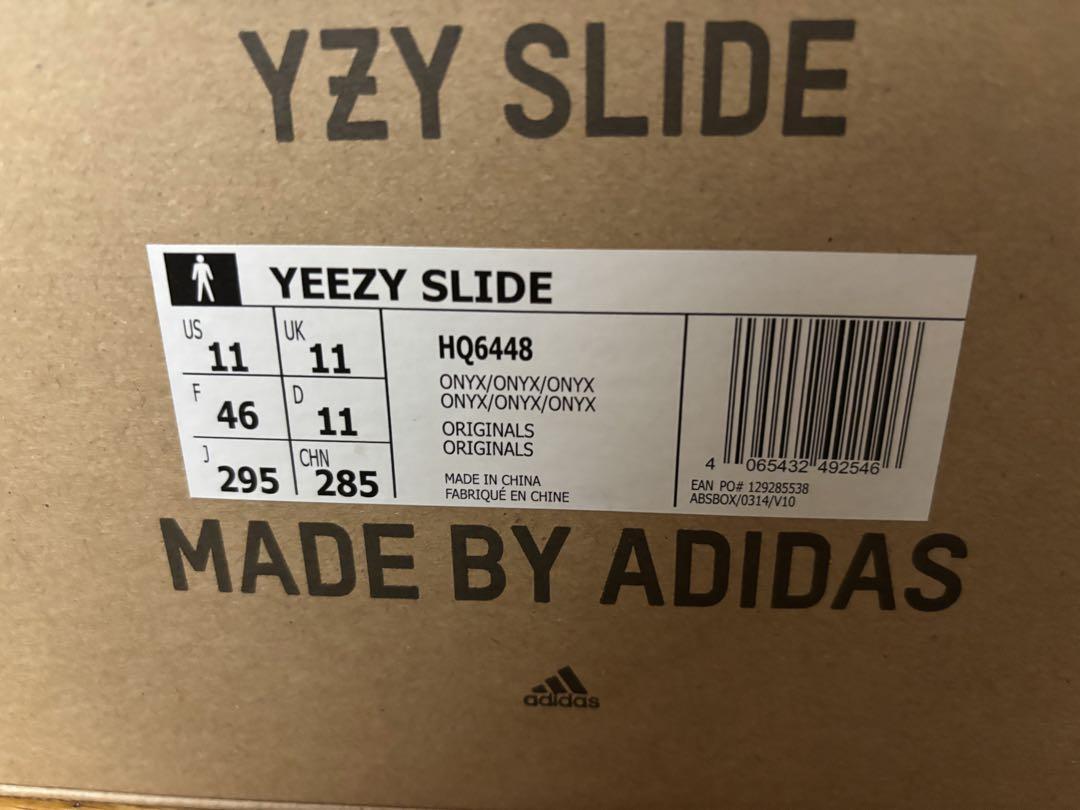 YZY SLIDE
YEEZY SLIDE
US 11 UK 11
F 46 D 11
J 295 CHN 285
HQ6448
ONYX/ONYX/ONYX
ONYX/ONYX/ONYX
ORIGINALS
ORIGINALS
MADE IN CHINA
FABRIQUÉ EN CHINE
4 065432 492546
EAN PO# 129285538
ABSBOX/0314/V10
MADE BY ADIDAS
adidas